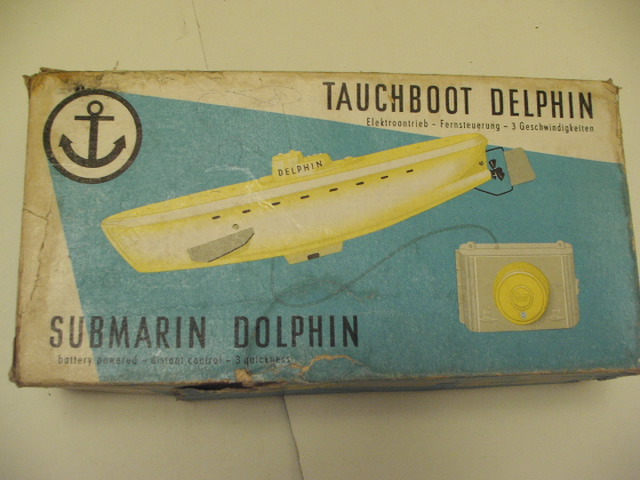 TAUCHBOOT DELPHIN
Elektroantrieb - Fernsteuerung - 3 Geschwindigkeiten
DELPHIN
SUBMARIN DOLPHIN
battery powered - distant control - 3 quickness